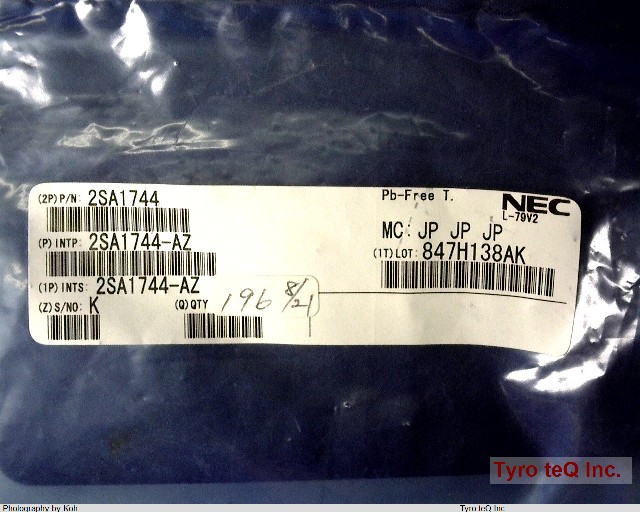 (2P) P/N: 2SA1744
Pb-Free T.
NEC
L-79V2
(P) INTP: 2SA1744-AZ
MC: JP JP JP
(1T) LOT: 847H138AK
(1P) INTS: 2SA1744-AZ
(Z) S/NO: K
(Q) QTY 196 8/21
Tyro teQ Inc.
Photography by Koh
Tyro teQ Inc